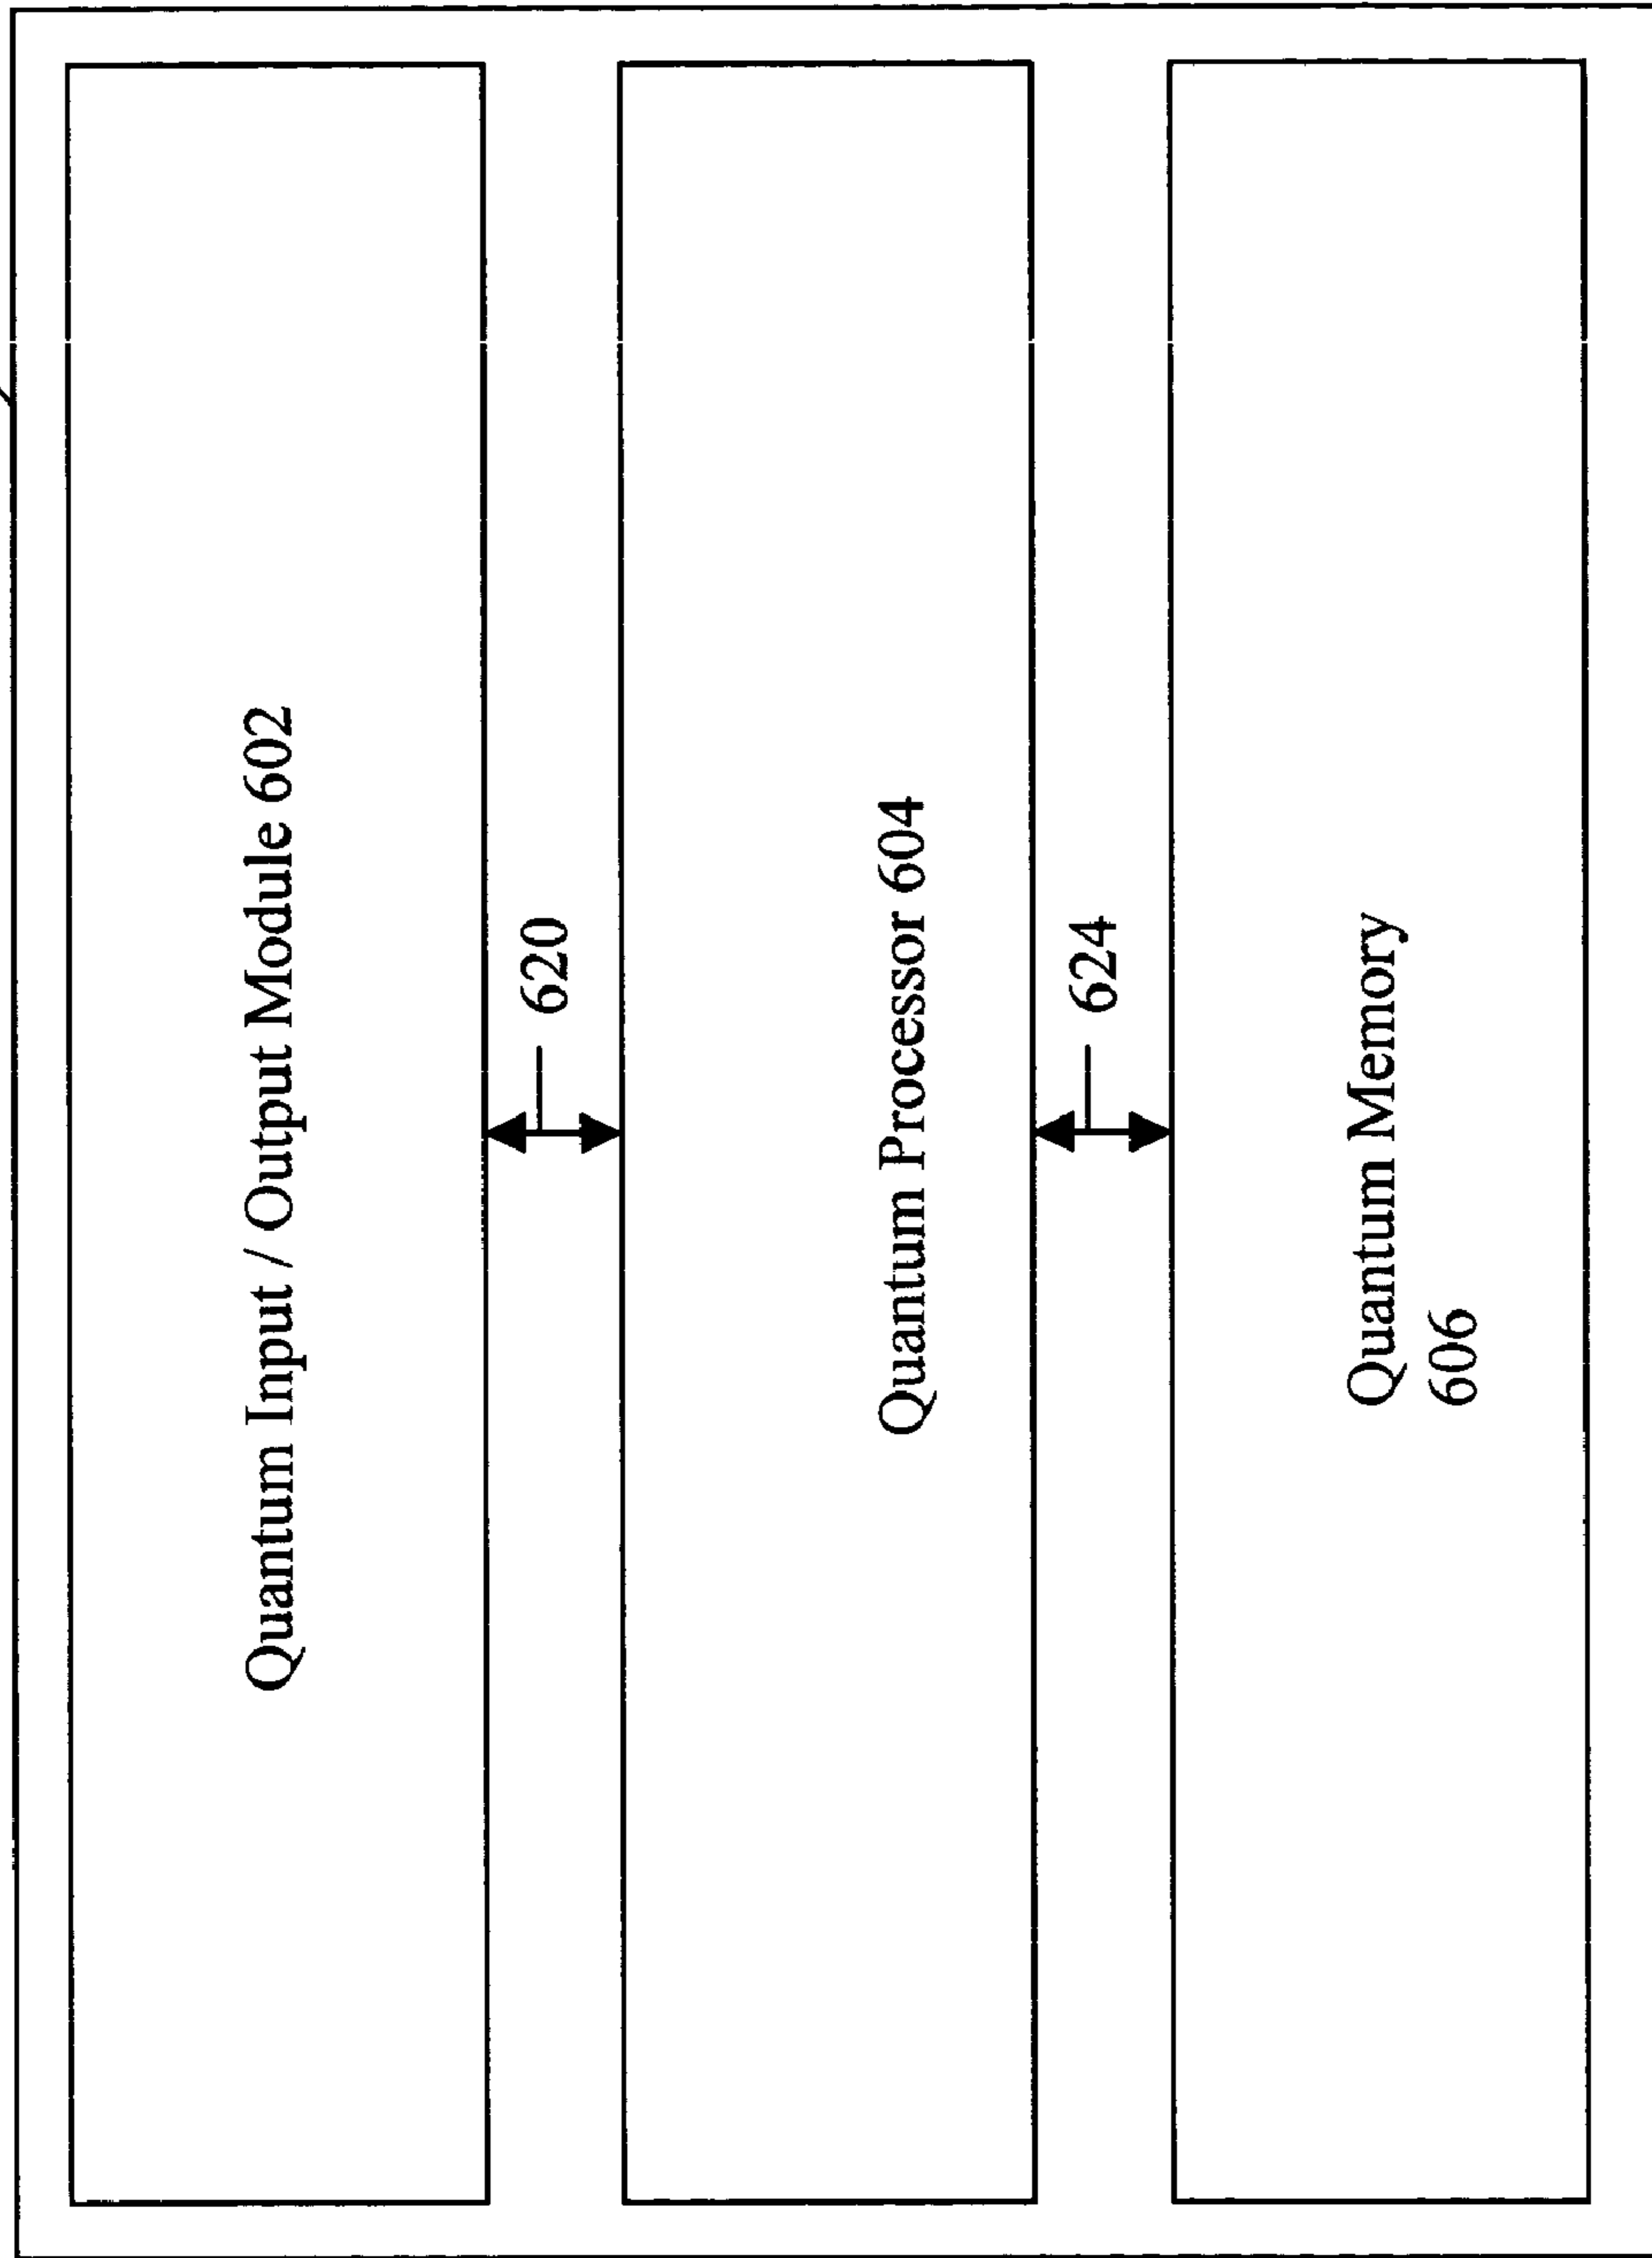 Quantum Input / Output Module 602
620
Quantum Processor 604
624
Quantum Memory
606